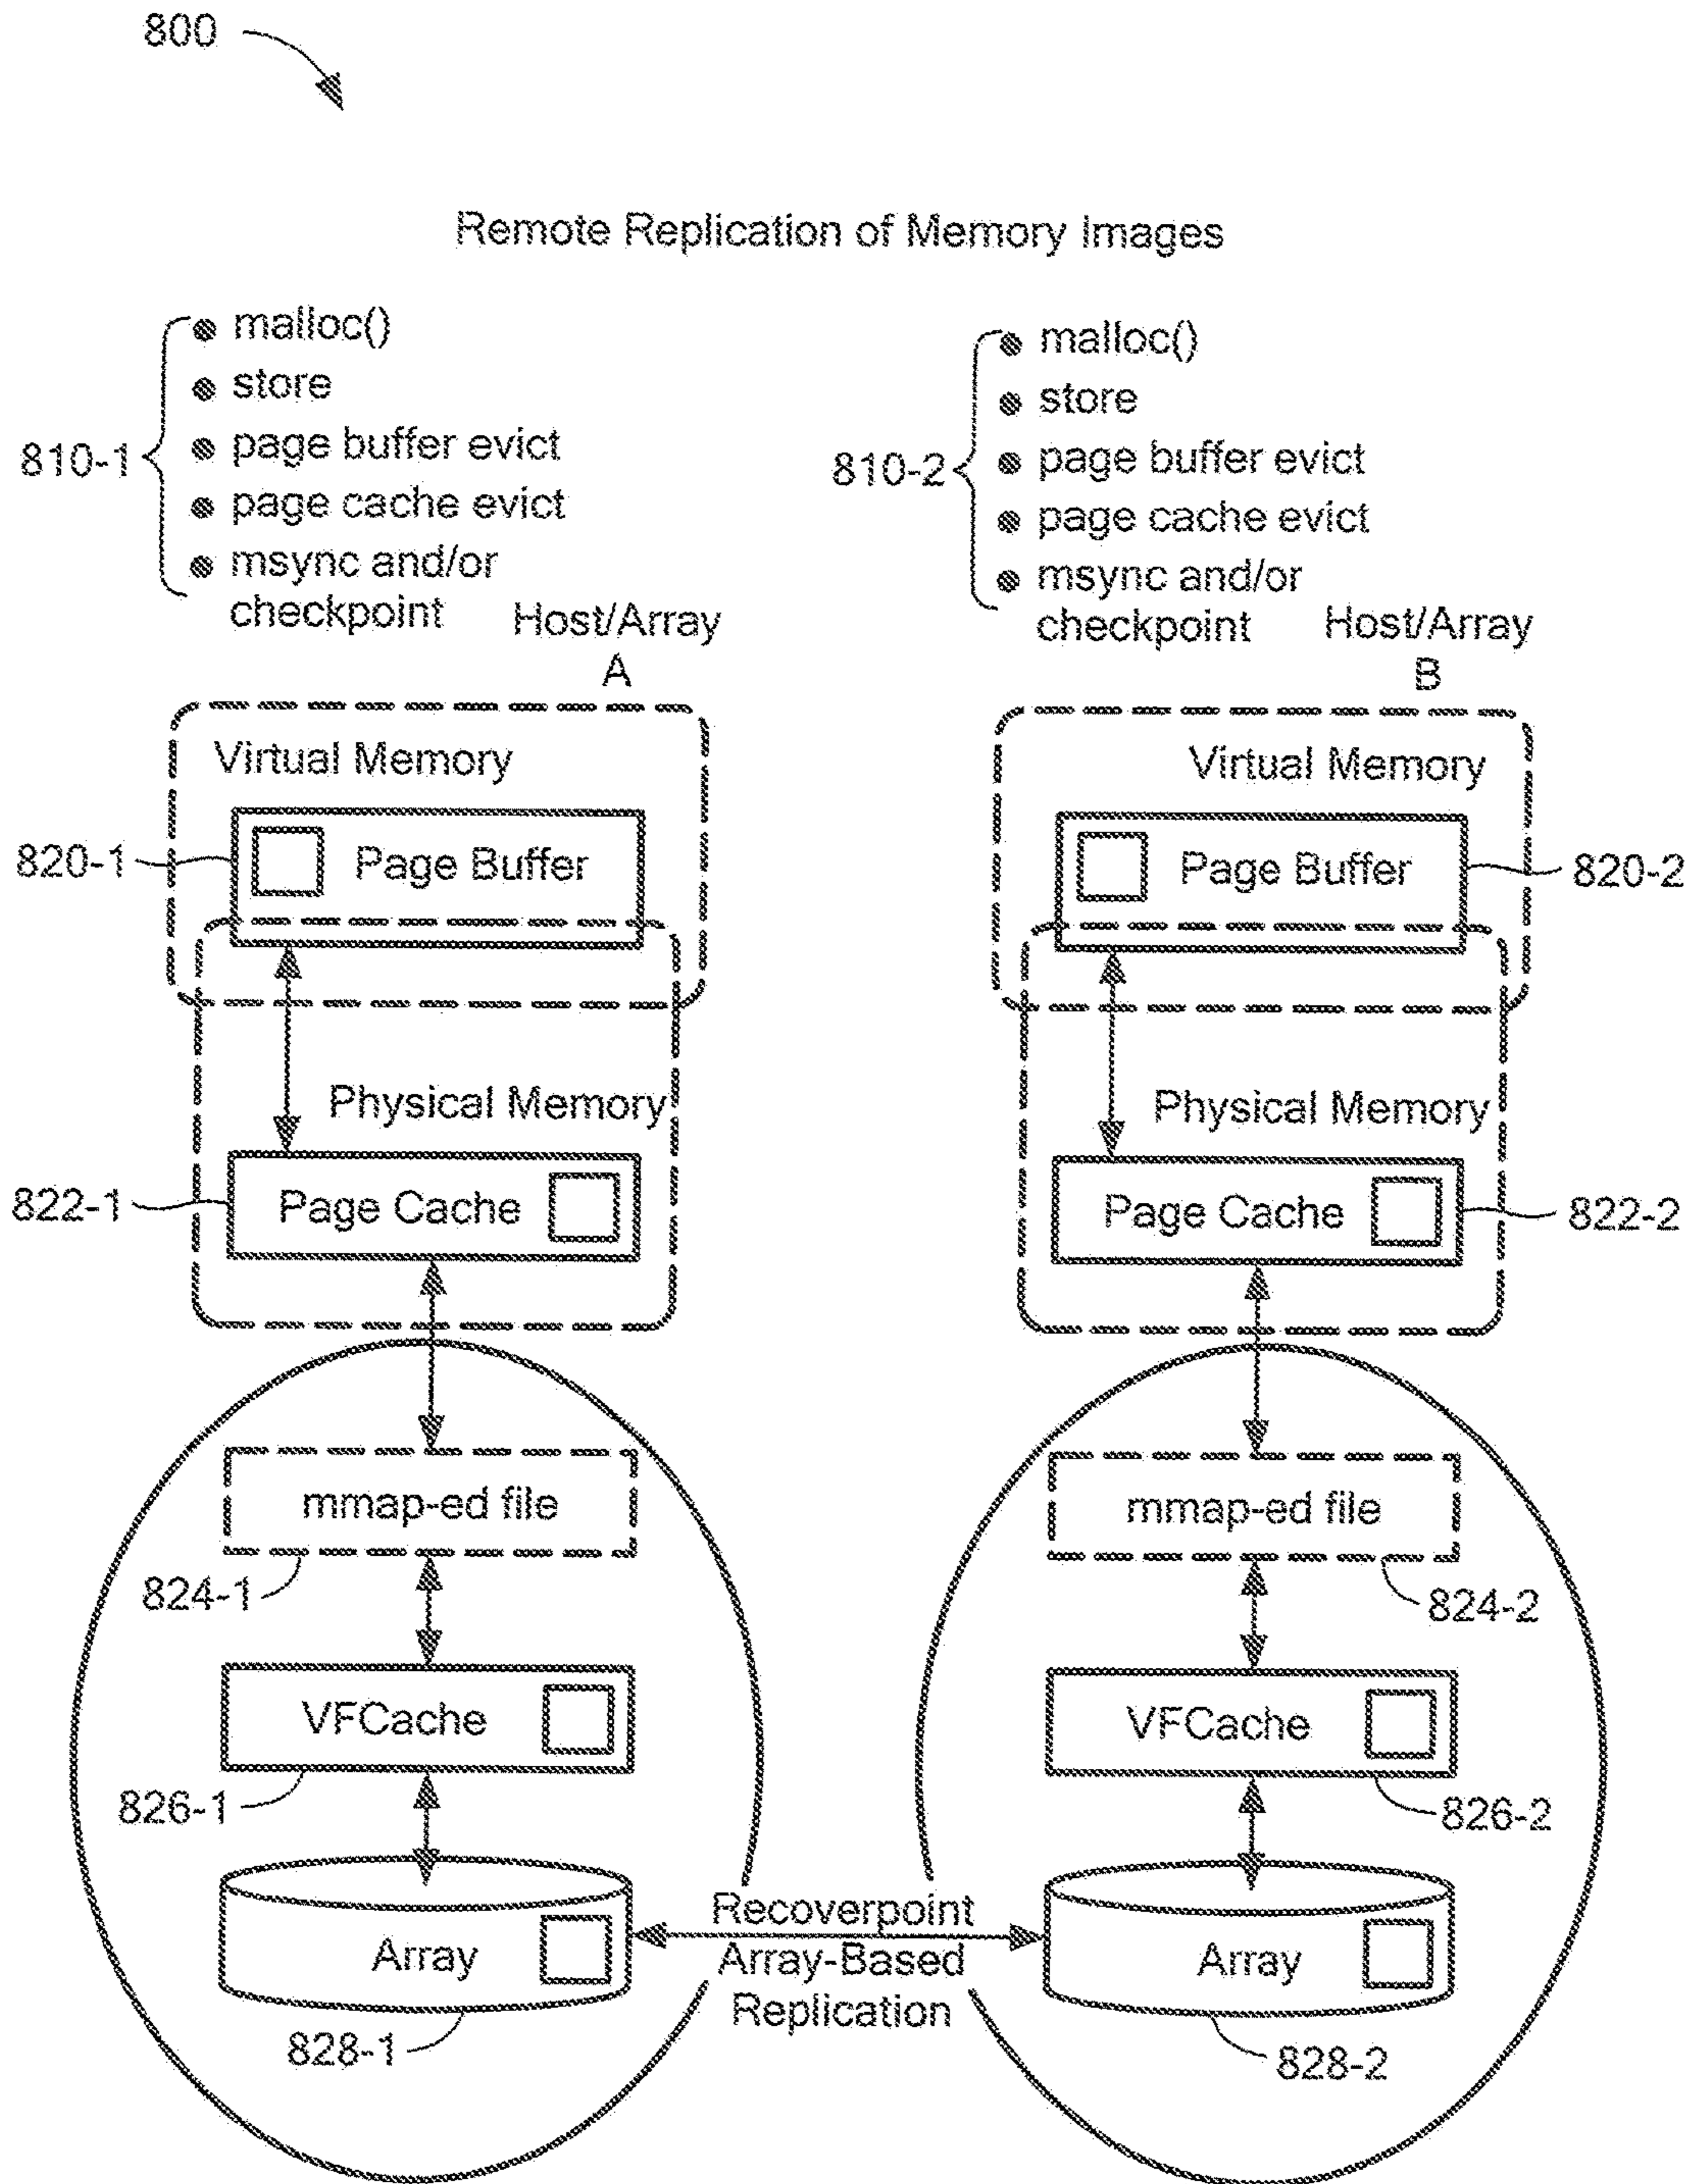 800
Remote Replication of Memory Images
810-1
malloc()
store
page buffer evict
page cache evict
msync and/or
checkpoint
Host/Array
A
810-2
malloc()
store
page buffer evict
page cache evict
msync and/or
checkpoint
Host/Array
B
Virtual Memory
820-1
Page Buffer
Physical Memory
822-1
Page Cache
mmap-ed file
824-1
VFCache
826-1
Array
828-1
Virtual Memory
Page Buffer
820-2
Physical Memory
Page Cache
822-2
mmap-ed file
824-2
VFCache
826-2
Array
828-2
Recoverpoint
Array-Based
Replication